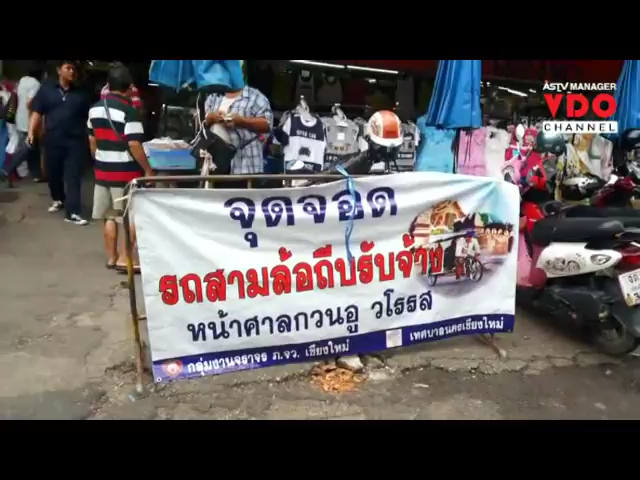 ASTV MANAGER
VDO
CHANNEL
จุดจอด
รถสามล้อถีบรับจ้าง
หน้าศาลกวนอู วโรรส
กลุ่มงานจราจร ภ.จว. เชียงใหม่
เทศบาลนครเชียงใหม่